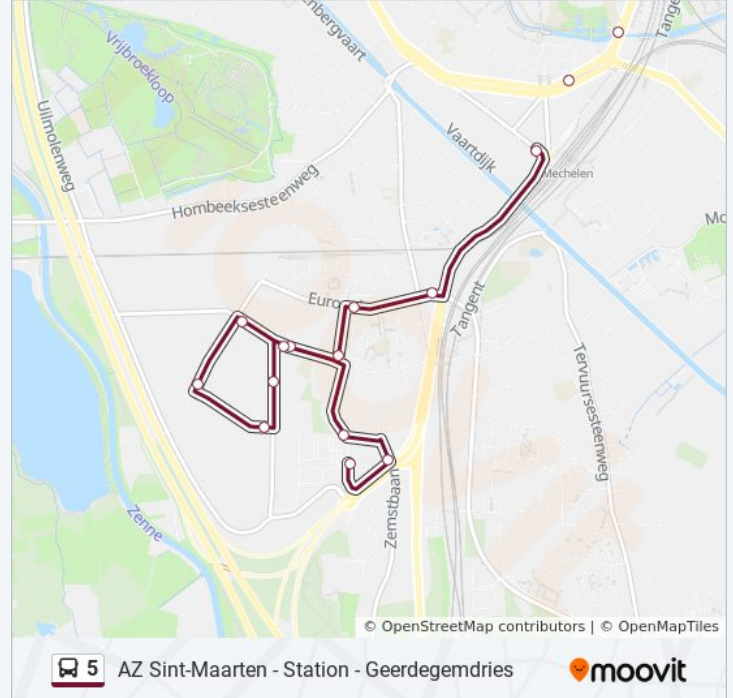 enbergvaart
Tange
Vrijbroekloop
Uilmolenweg
Vaartdijk
Mechelen
Hombeeksesteenweg
Mo
Tangent
Tervuursesteenweg
Zemstbaan
Zenne
© OpenStreetMap contributors | © OpenMapTiles
5 AZ Sint-Maarten - Station - Geerdegemdries moovit